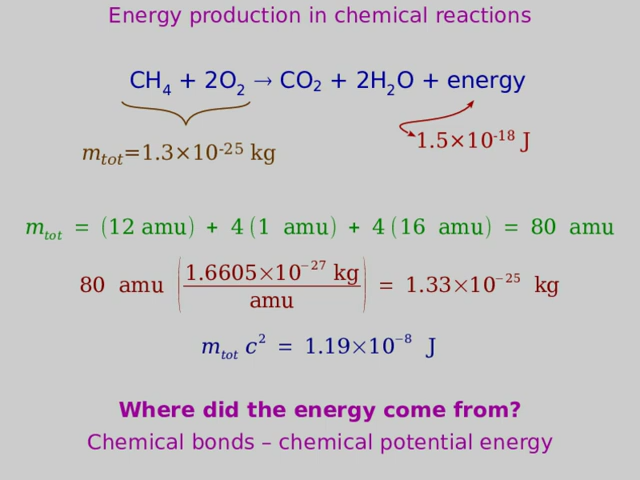 Energy production in chemical reactions
CH₄ + 2O₂ → CO₂ + 2H₂O + energy
1.5×10⁻¹⁸ J
m_tot=1.3×10⁻²⁵ kg
m_tot = (12 amu) + 4 (1 amu) + 4 (16 amu) = 80 amu
80 amu (1.6605×10⁻²⁷ kg / amu) = 1.33×10⁻²⁵ kg
m_tot c² = 1.19×10⁻⁸ J
Where did the energy come from?
Chemical bonds – chemical potential energy